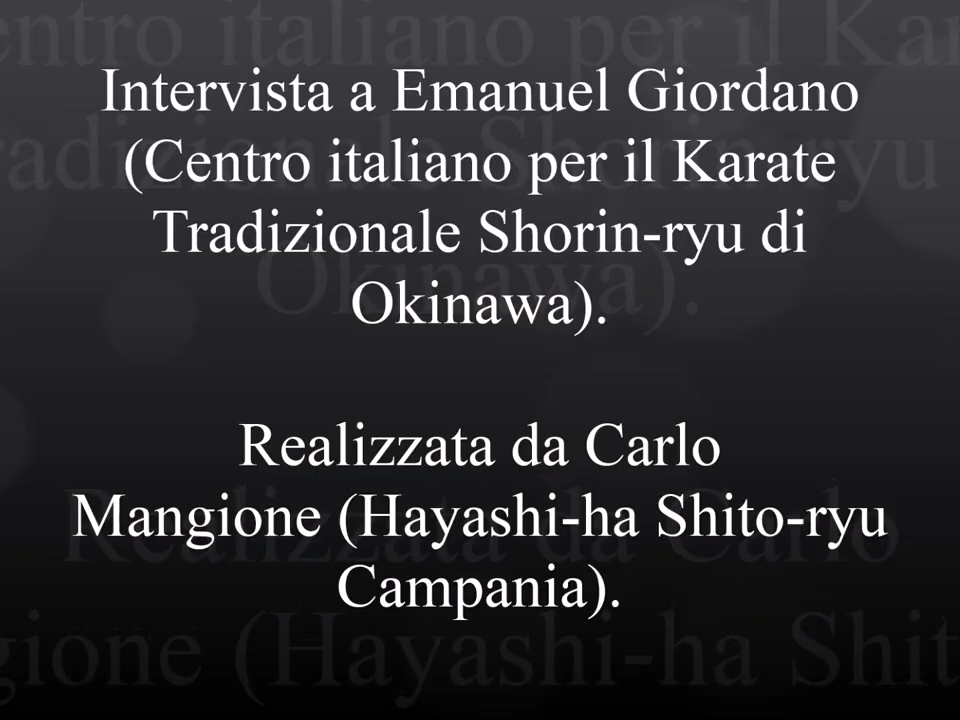 Intervista a Emanuel Giordano
(Centro italiano per il Karate
Tradizionale Shorin-ryu di
Okinawa).
Realizzata da Carlo
Mangione (Hayashi-ha Shito-ryu
Campania).